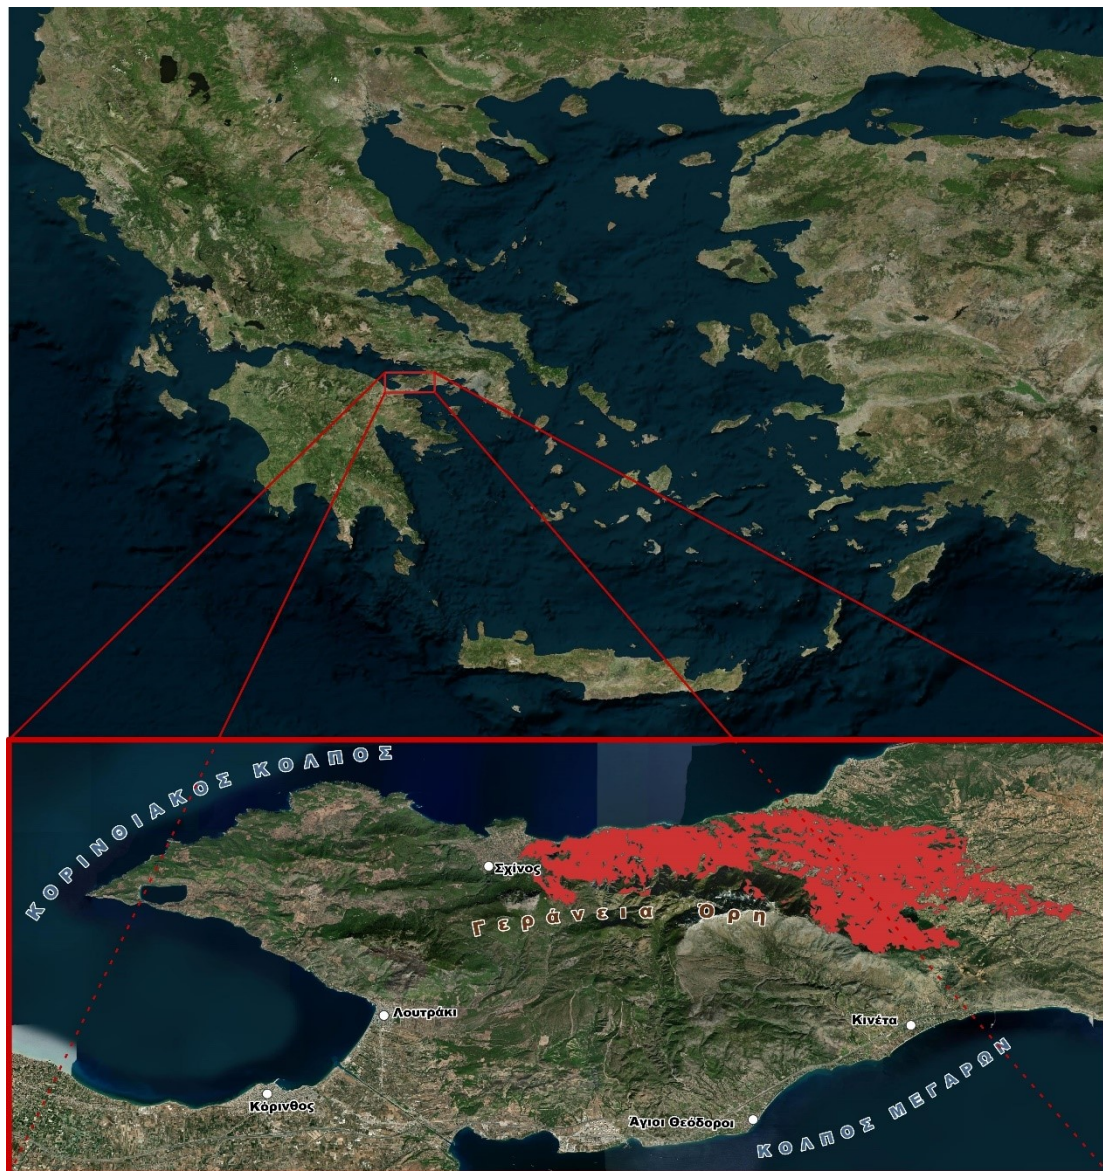 ΚΟΡΙΝΘΙΑΚΟΣ ΚΟΛΠΟΣ
Σχίνος
Γεράνεια Όρη
Λουτράκι
Κινέτα
Κόρινθος
Άγιοι Θεόδωροι
ΚΟΛΠΟΣ ΜΕΓΑΡΩΝ